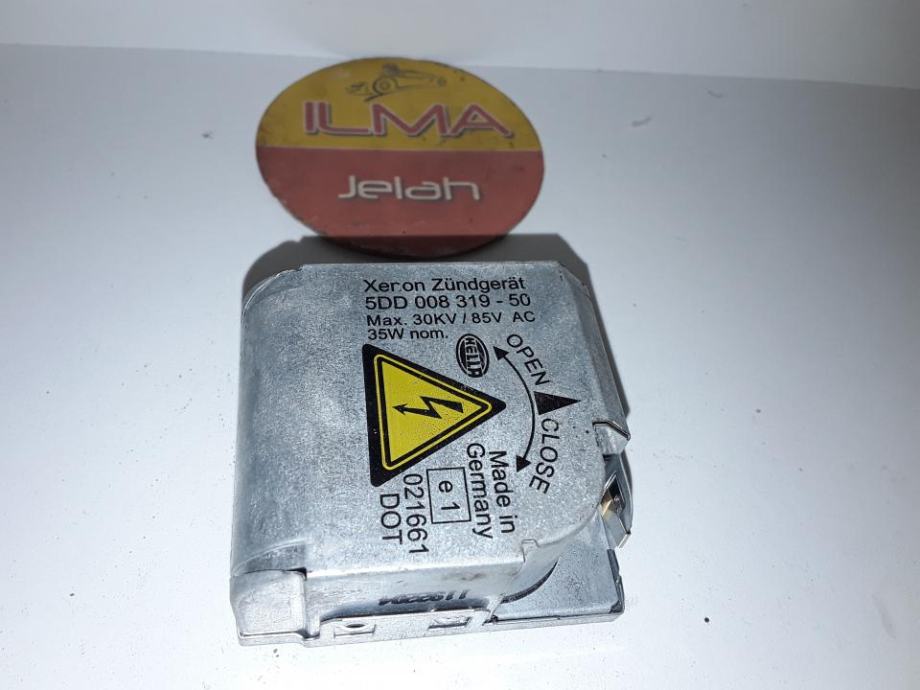 ILMA
Jelah
Xenon Zündgerät
5DD 008 319 - 50
Max. 30KV / 85V AC
35W nom.
HELLA
OPEN
CLOSE
Made in
Germany
e 1
021661
DOT